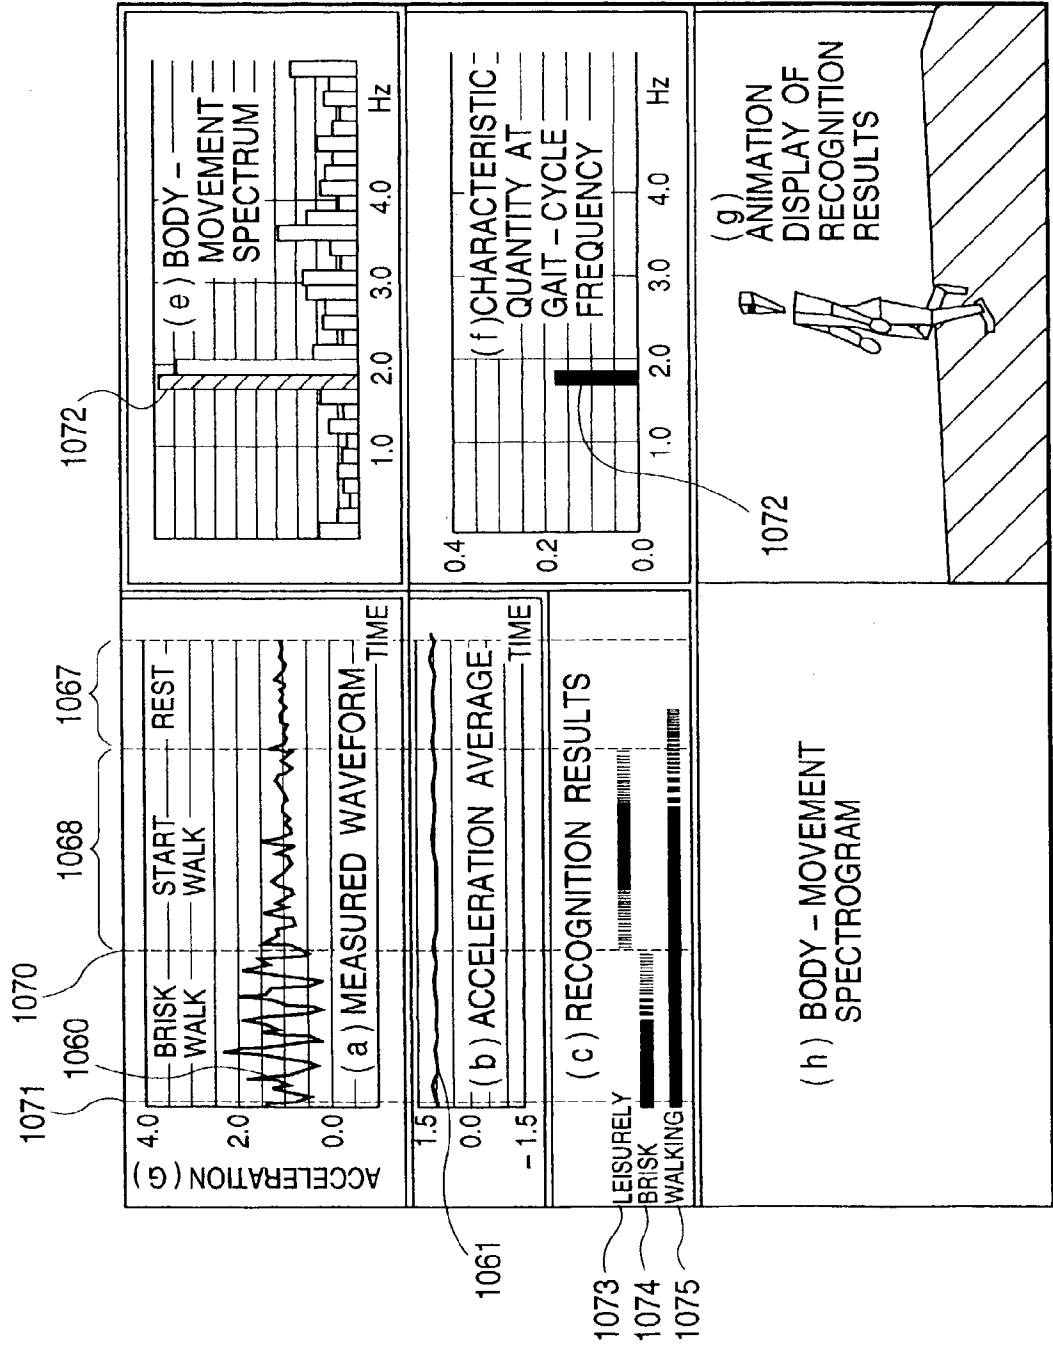 1071
1060
1070
1068
1067
ACCELERATION (G)
4.0
2.0
0.0
BRISK
WALK
START
WALK
REST
(a) MEASURED WAVEFORM
TIME
1.5
0.0
-1.5
(b) ACCELERATION AVERAGE
TIME
1061
(c) RECOGNITION RESULTS
LEISURELY
BRISK
WALKING
1073
1074
1075
(h) BODY-MOVEMENT
SPECTROGRAM
1072
(e) BODY-
MOVEMENT
SPECTRUM
1.0
2.0
3.0
4.0
Hz
0.4
0.2
0.0
(f) CHARACTERISTIC
QUANTITY AT
GAIT-CYCLE
FREQUENCY
1.0
2.0
3.0
4.0
Hz
1072
(g)
ANIMATION
DISPLAY OF
RECOGNITION
RESULTS